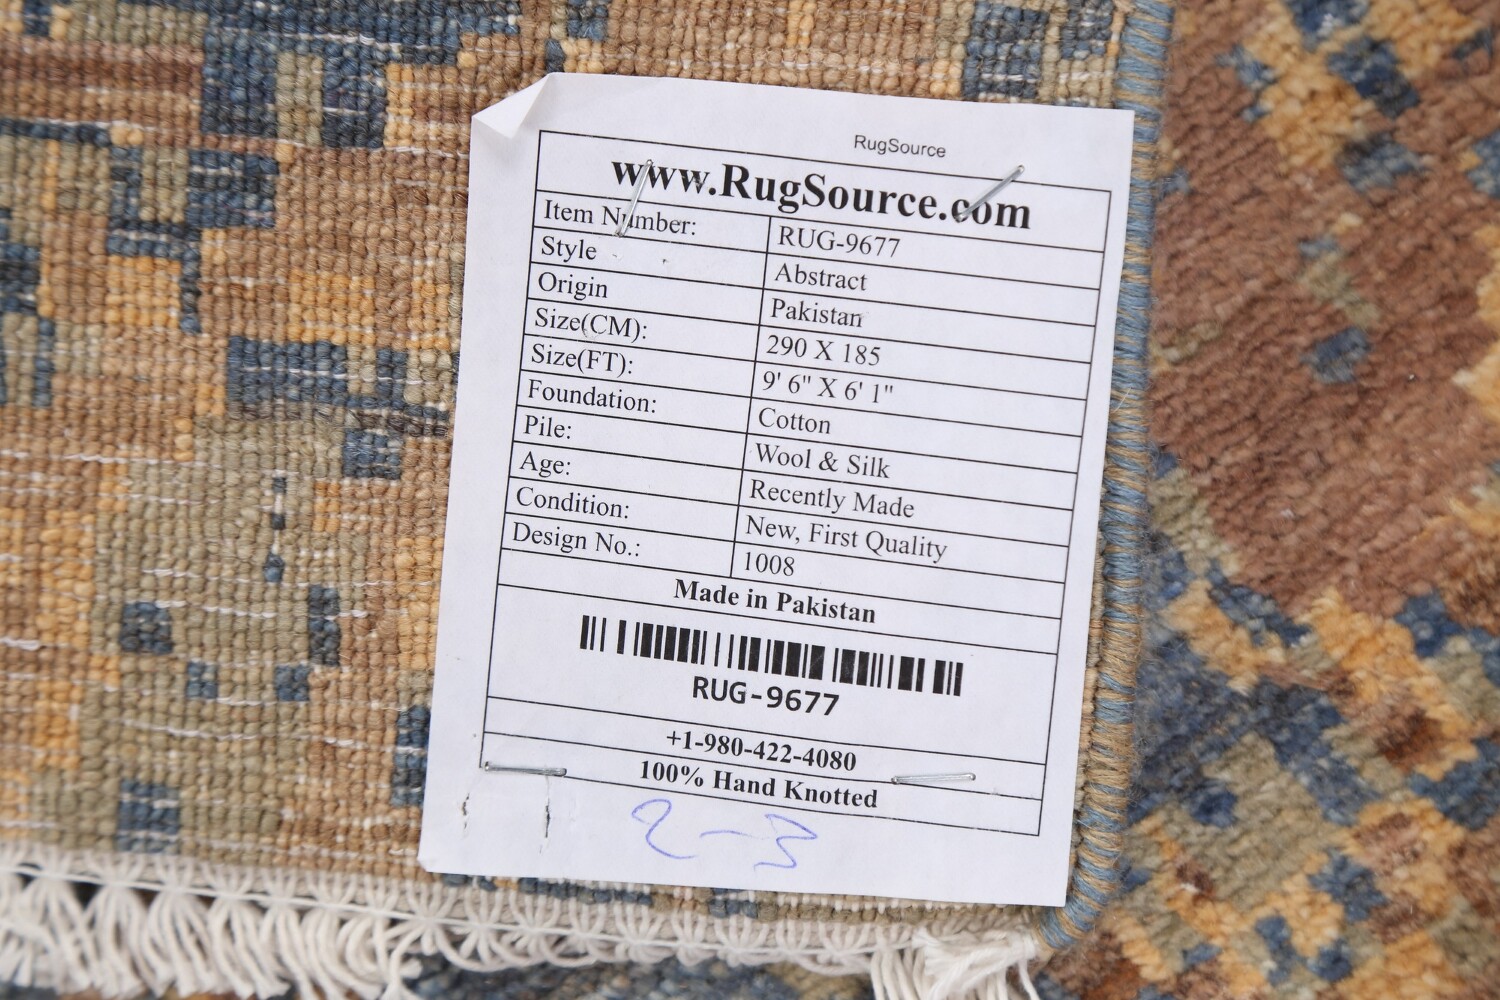 RugSource
www.RugSource.com
Item Number: RUG-9677
Style Abstract
Origin Pakistan
Size(CM): 290 X 185
Size(FT): 9' 6" X 6' 1"
Foundation: Cotton
Pile: Wool & Silk
Age: Recently Made
Condition: New, First Quality
Design No.: 1008
Made in Pakistan
RUG-9677
+1-980-422-4080
100% Hand Knotted
2-3